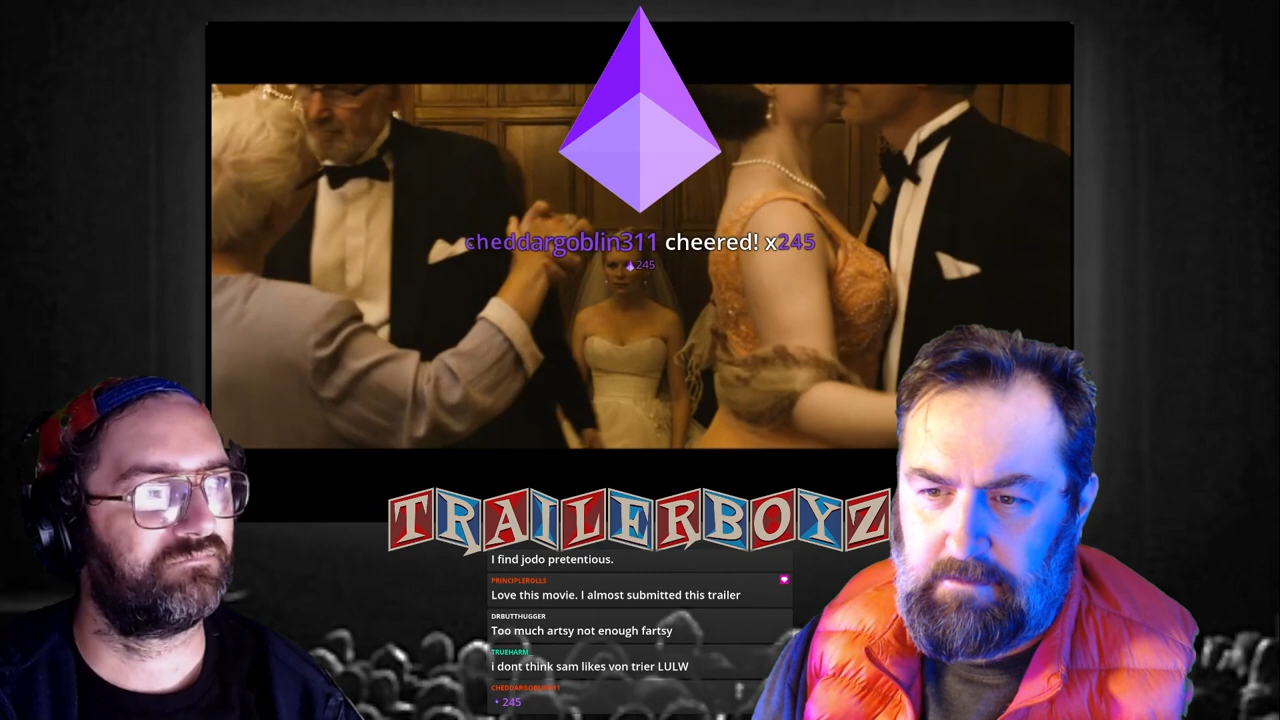 cheddargoblin311 cheered! x245
245
TRAILERBOYZ
I find jodo pretentious.
PRINCIPLEROLLS
Love this movie. I almost submitted this trailer
DRBUTTHUGGER
Too much artsy not enough fartsy
TRUEHARM_
i dont think sam likes von trier LULW
CHEDDARGOBLIN311
245